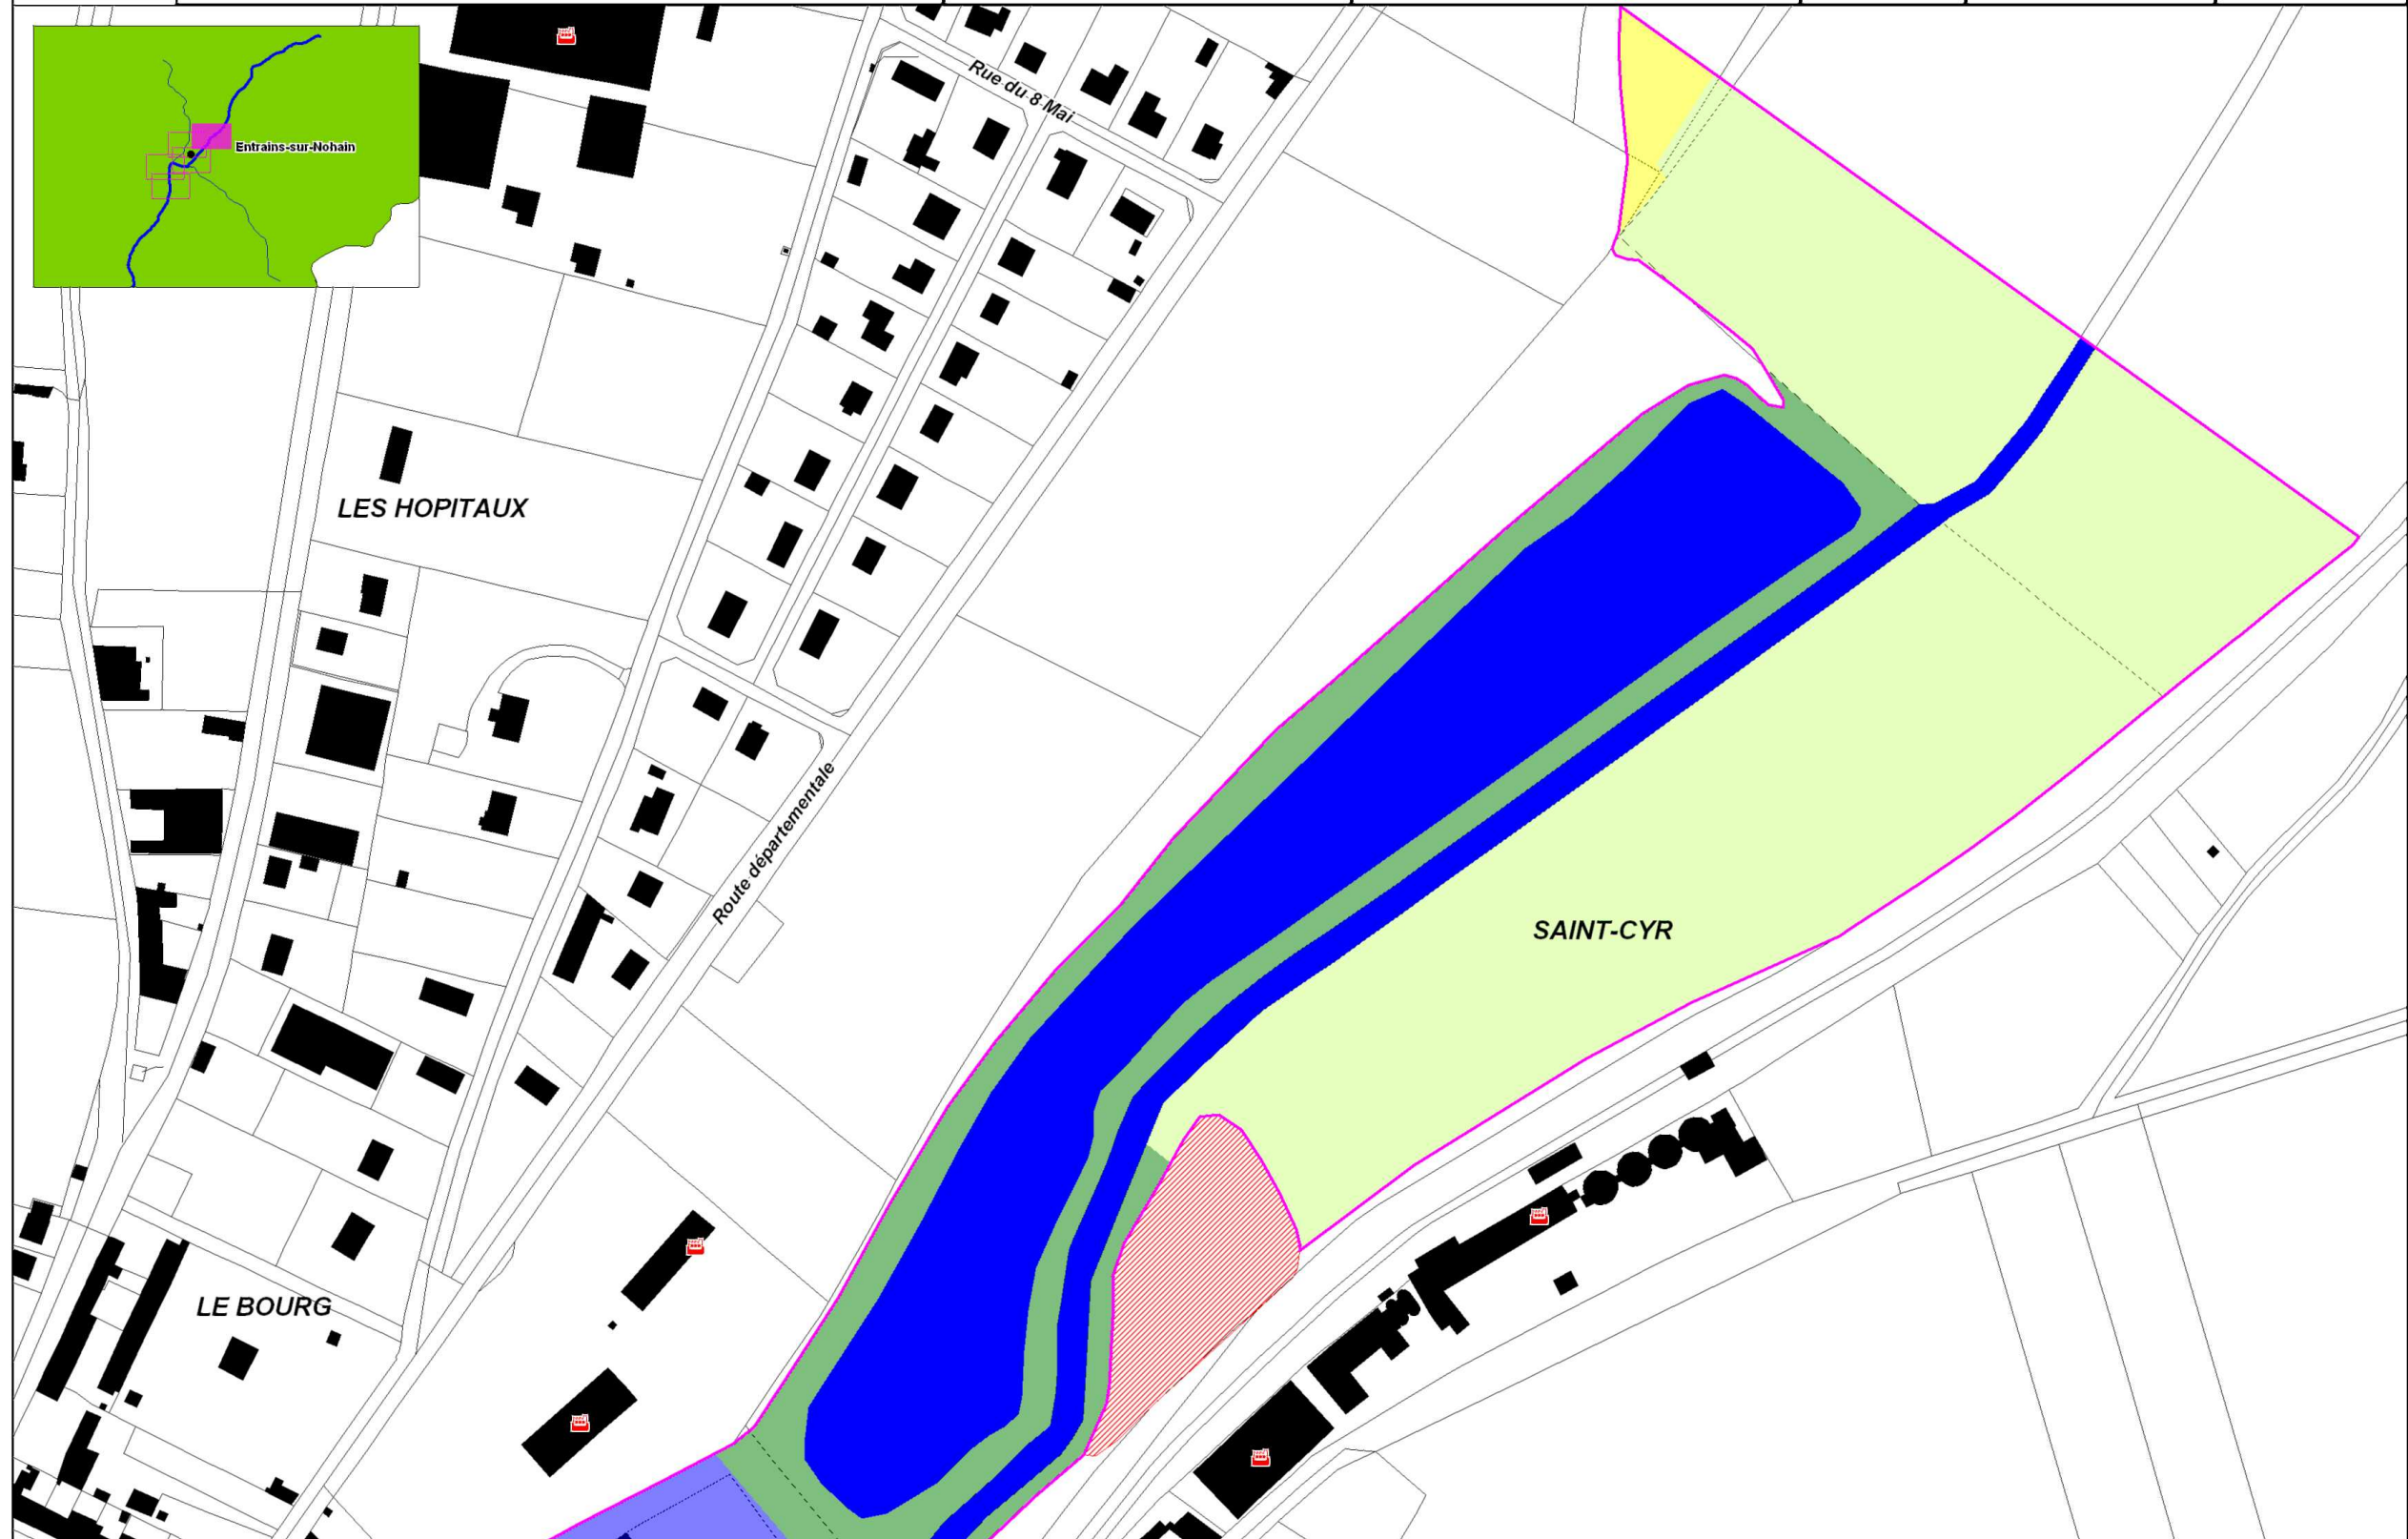 Rue du 8 Mai
Entrains-sur-Nohain
LES HOPITAUX
Route départementale
SAINT-CYR
LE BOURG